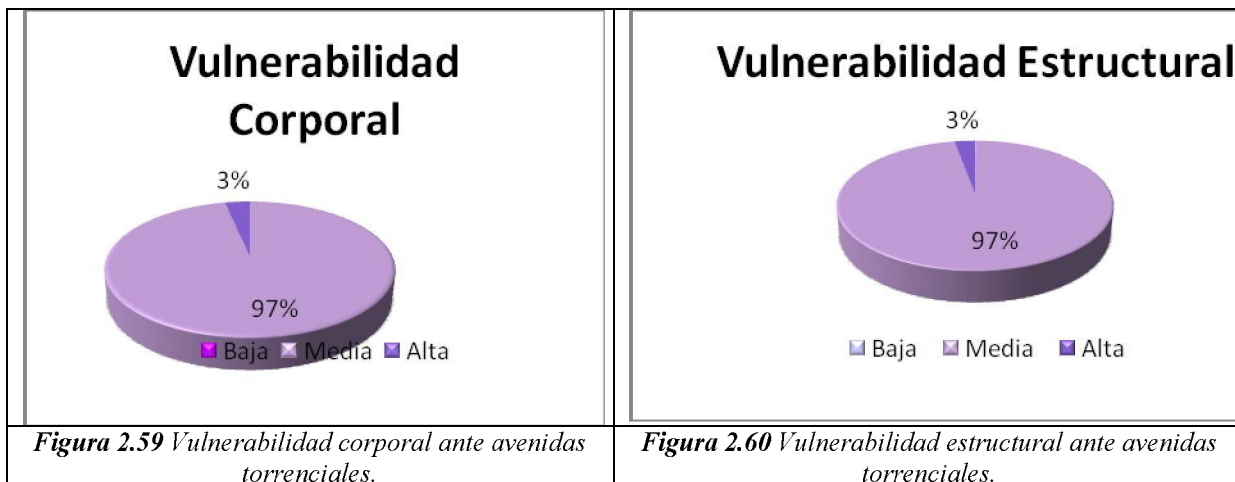 Vulnerabilidad
Corporal
3%
97%
Baja Media Alta
Figura 2.59 Vulnerabilidad corporal ante avenidas
torrenciales.
Vulnerabilidad Estructural
3%
97%
Baja Media Alta
Figura 2.60 Vulnerabilidad estructural ante avenidas
torrenciales.